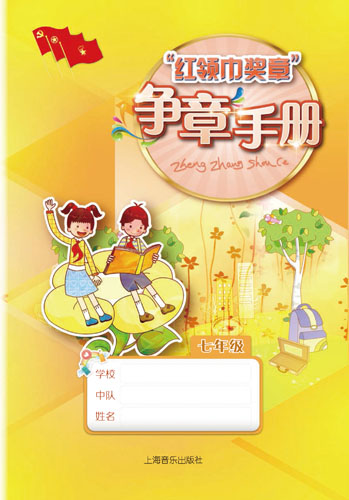 “红领巾奖章”
争章手册
Zheng Zhang Shou Ce
七年级
学校
中队
姓名
上海音乐出版社